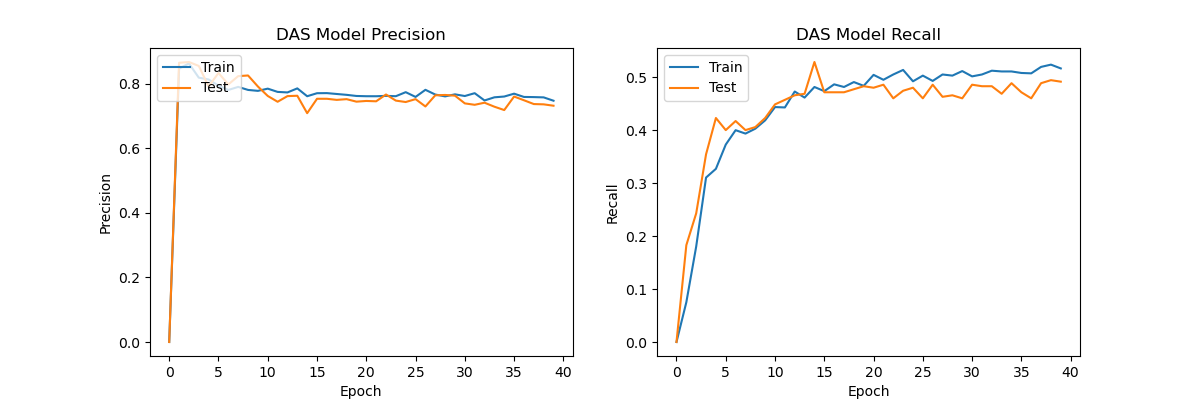 DAS Model Precision
Train
Test
0.8
0.6
0.4
0.2
0.0
Precision
0 5 10 15 20 25 30 35 40
Epoch
DAS Model Recall
Train
Test
0.5
0.4
0.3
0.2
0.1
0.0
Recall
0 5 10 15 20 25 30 35 40
Epoch